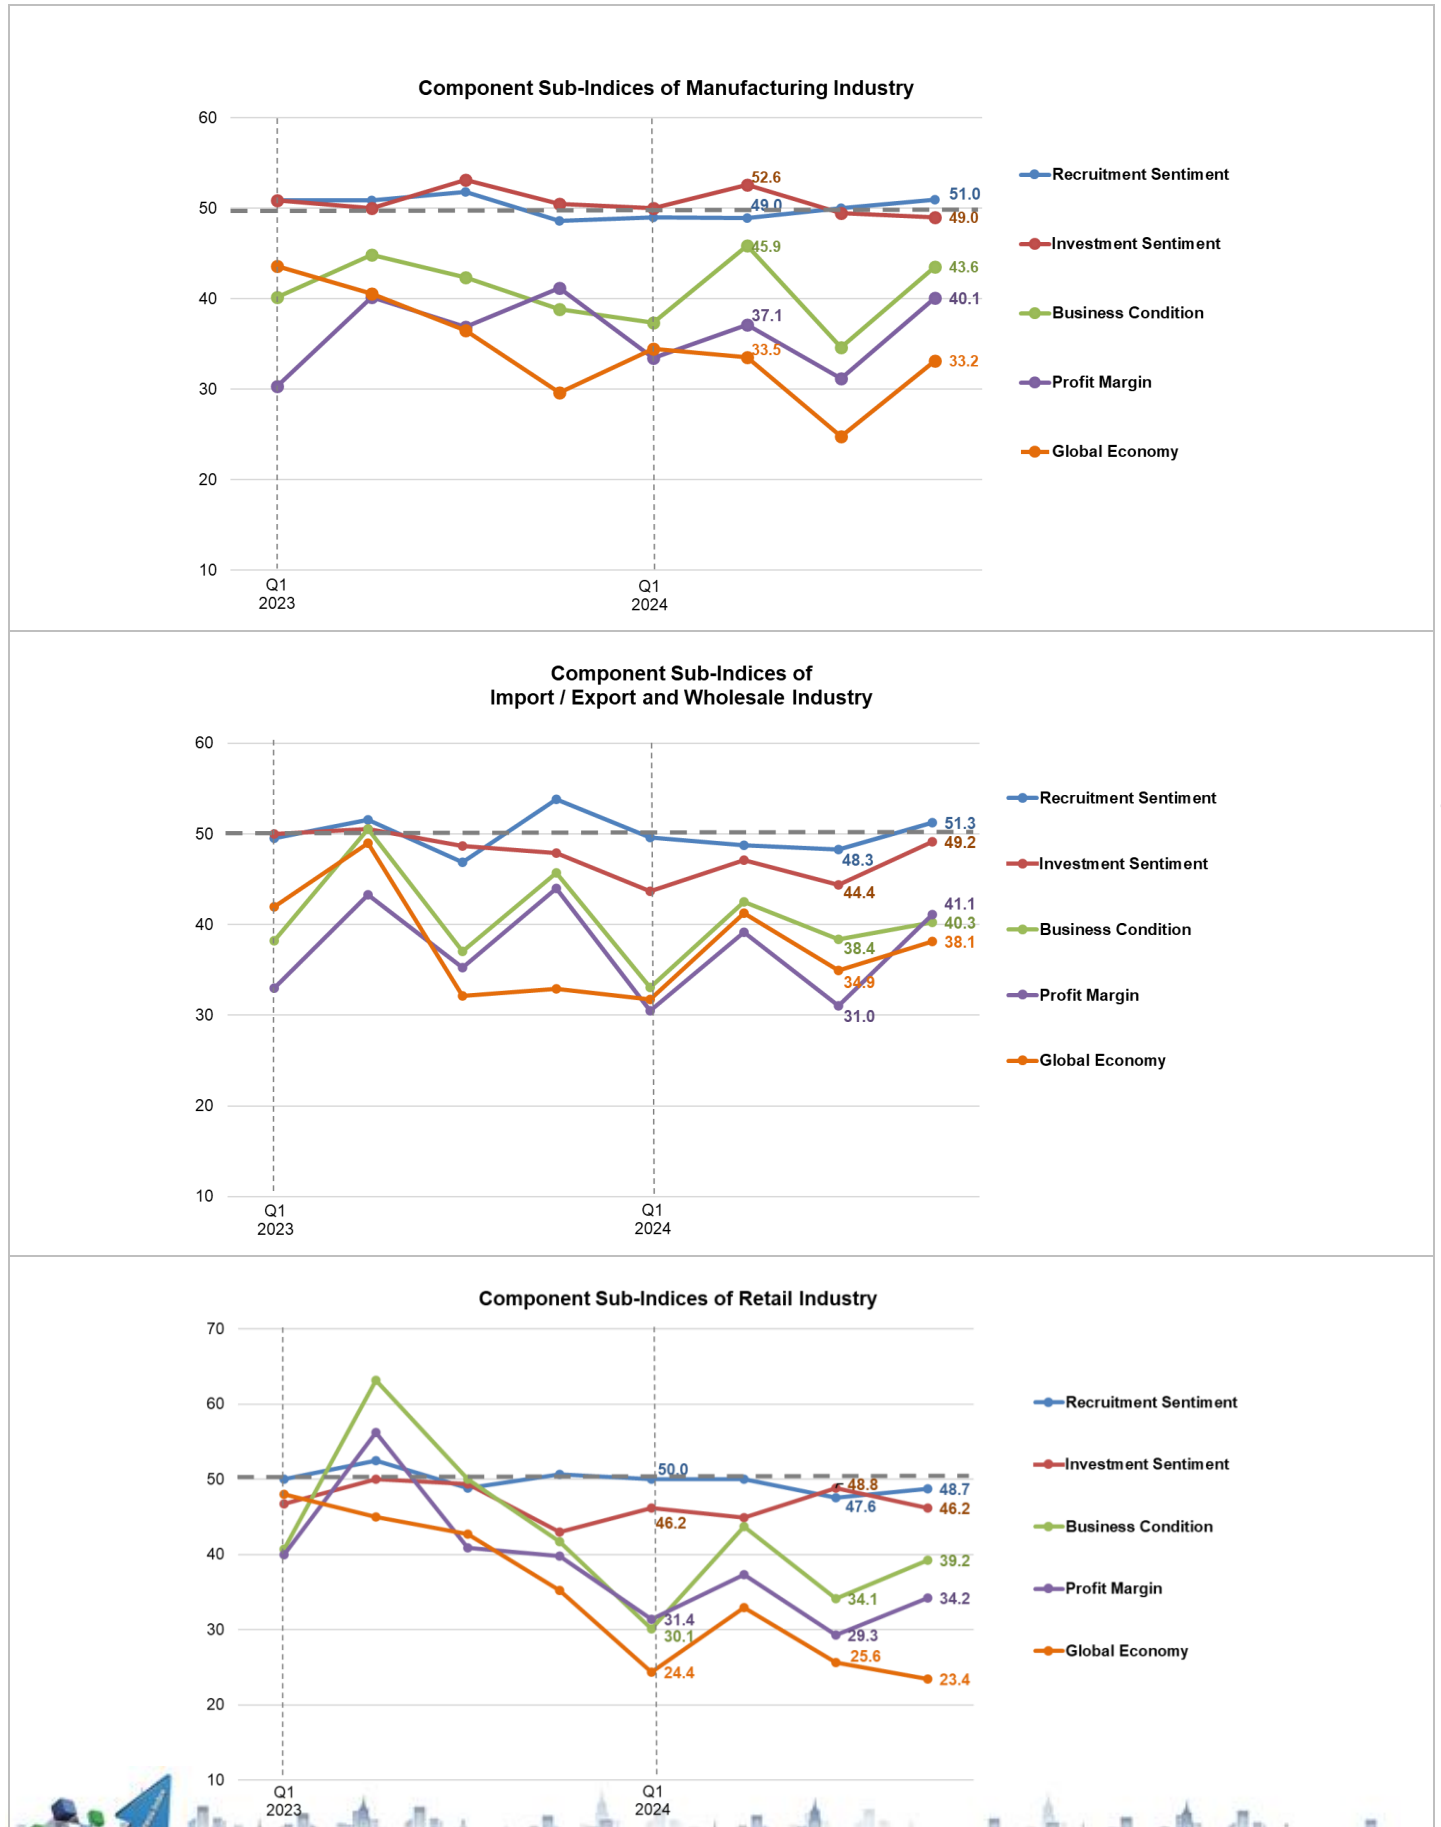 Component Sub-Indices of Manufacturing Industry
60
50
40
30
20
10
52.6
49.0
45.9
37.1
33.5
51.0
49.0
43.6
40.1
33.2
Q1
2023
Q1
2024
Recruitment Sentiment
Investment Sentiment
Business Condition
Profit Margin
Global Economy
Component Sub-Indices of
Import / Export and Wholesale Industry
60
50
40
30
20
10
48.3
44.4
38.4
34.9
31.0
51.3
49.2
41.1
40.3
38.1
Q1
2023
Q1
2024
Recruitment Sentiment
Investment Sentiment
Business Condition
Profit Margin
Global Economy
Component Sub-Indices of Retail Industry
70
60
50
40
30
20
10
50.0
46.2
31.4
30.1
24.4
48.8
47.6
34.1
29.3
25.6
48.7
46.2
39.2
34.2
23.4
Q1
2023
Q1
2024
Recruitment Sentiment
Investment Sentiment
Business Condition
Profit Margin
Global Economy